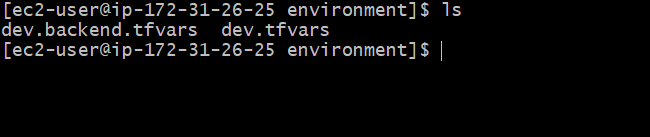 [ec2-user@ip-172-31-26-25 environment]$ ls
dev.backend.tfvars  dev.tfvars
[ec2-user@ip-172-31-26-25 environment]$